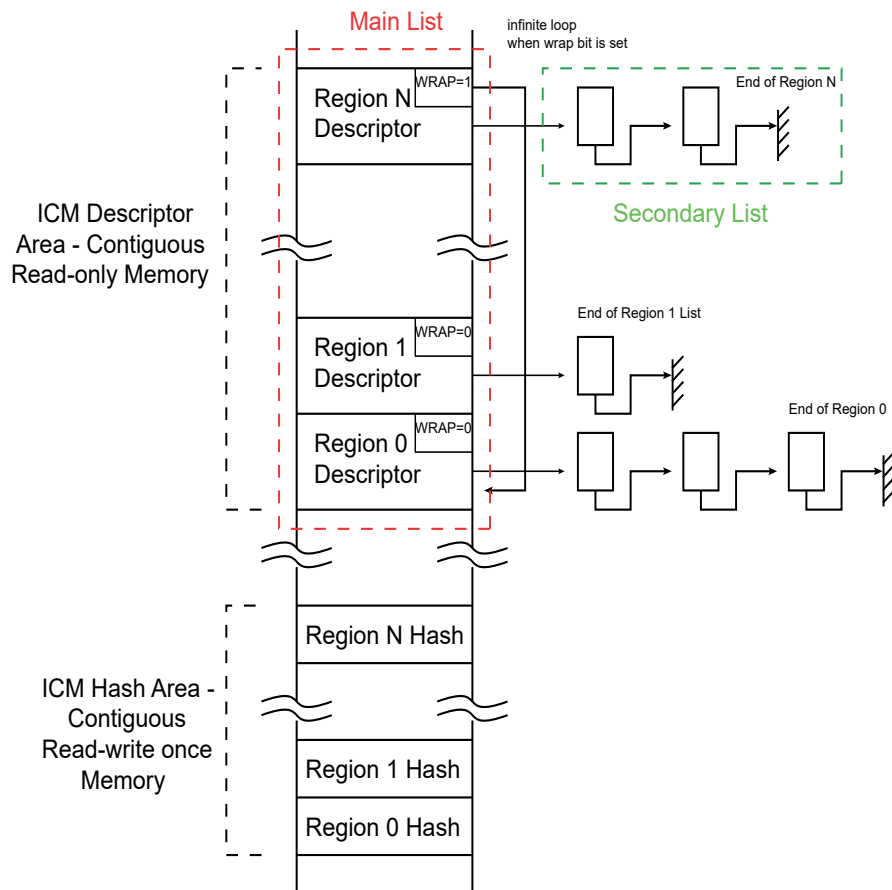 Main List
infinite loop
when wrap bit is set
WRAP=1
Region N
Descriptor
End of Region N
Secondary List
ICM Descriptor
Area - Contiguous
Read-only Memory
WRAP=0
Region 1
Descriptor
End of Region 1 List
WRAP=0
Region 0
Descriptor
End of Region 0
Region N Hash
ICM Hash Area -
Contiguous
Read-write once
Memory
Region 1 Hash
Region 0 Hash